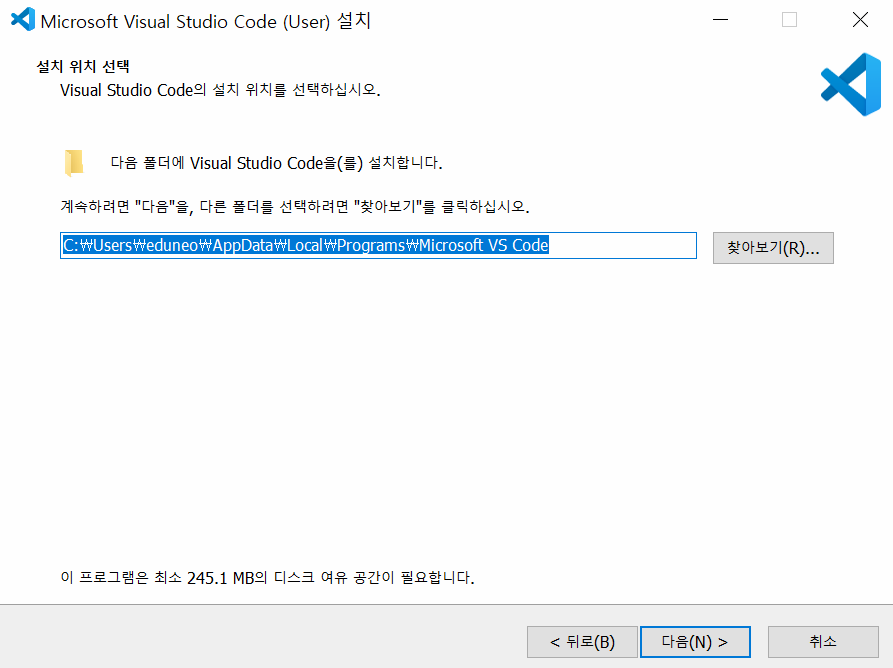 Microsoft Visual Studio Code (User) 설치
설치 위치 선택
Visual Studio Code의 설치 위치를 선택하십시오.
다음 폴더에 Visual Studio Code을(를) 설치합니다.
계속하려면 "다음"을, 다른 폴더를 선택하려면 "찾아보기"를 클릭하십시오.
C:₩Users₩eduneo₩AppData₩Local₩Programs₩Microsoft VS Code
찾아보기(R)...
이 프로그램은 최소 245.1 MB의 디스크 여유 공간이 필요합니다.
< 뒤로(B)
다음(N) >
취소